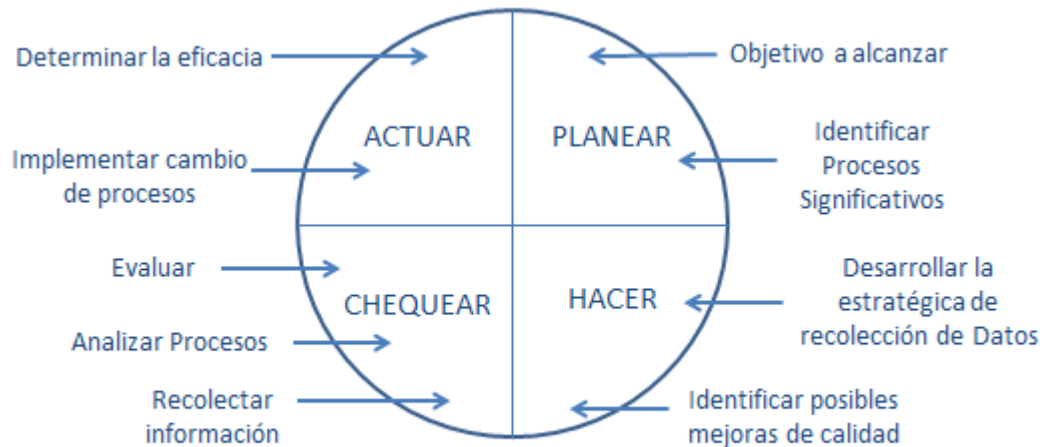 Determinar la eficacia
Objetivo a alcanzar
ACTUAR
PLANEAR
Implementar cambio
de procesos
Identificar
Procesos
Significativos
Evaluar
CHEQUEAR
HACER
Desarrollar la
estratégica de
recolección de Datos
Analizar Procesos
Recolectar
información
Identificar posibles
mejoras de calidad